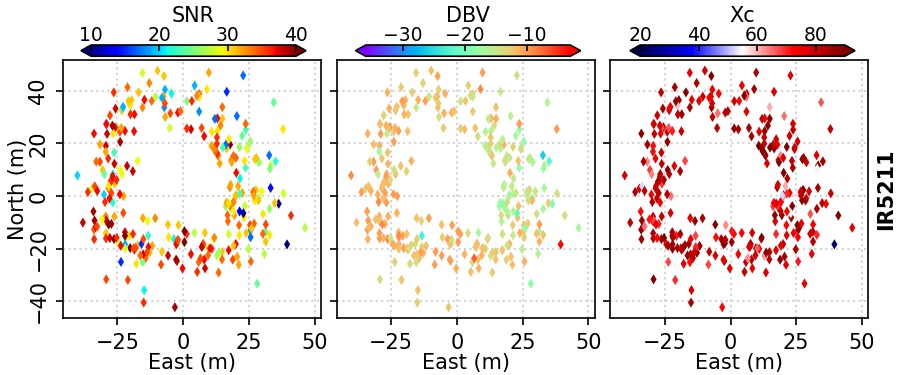 SNR DBV Xc
10 20 30 40 −30 −20 −10 20 40 60 80
North (m)
40
20
0
−20
−40
IR5211
−25 0 25 50 −25 0 25 50 −25 0 25 50
East (m) East (m) East (m)